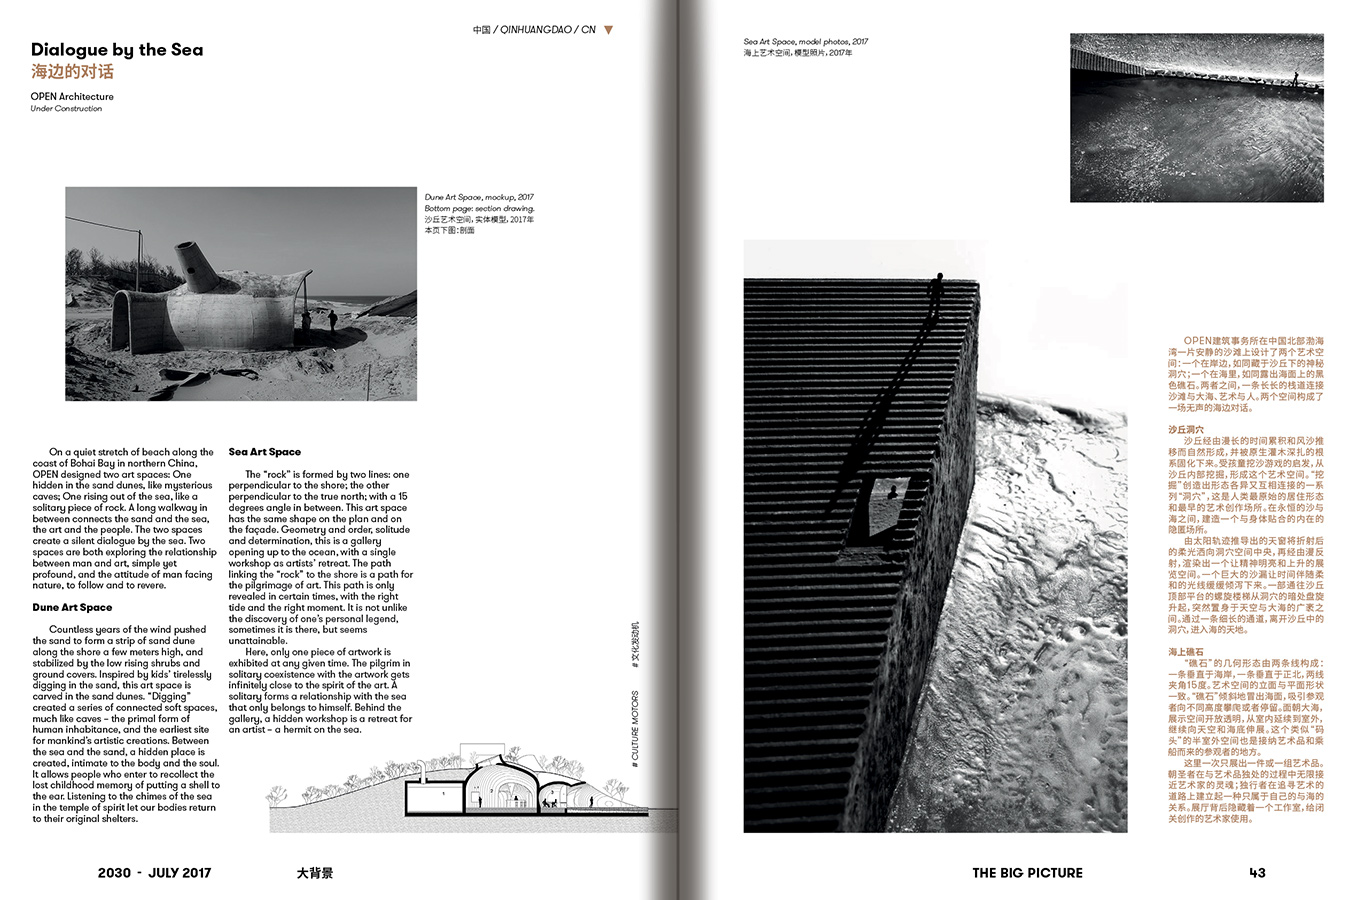 中国 / QINHUANGDAO / CN
Dialogue by the Sea
海边的对话
OPEN Architecture
Under Construction
Dune Art Space, mockup, 2017
Bottom page: section drawing.
沙丘艺术空间，实体模型，2017年
本页下图：剖面
On a quiet stretch of beach along the
coast of Bohai Bay in northern China,
OPEN designed two art spaces: One
hidden in the sand dunes, like mysterious
caves; One rising out of the sea, like a
solitary piece of rock. A long walkway in
between connects the sand and the sea,
the art and the people. The two spaces
create a silent dialogue by the sea. Two
spaces are both exploring the relationship
between man and art, simple yet
profound, and the attitude of man facing
nature, to follow and to revere.
Dune Art Space
Countless years of the wind pushed
the sand to form a strip of sand dune
along the shore a few meters high, and
stabilized by the low rising shrubs and
ground covers. Inspired by kids' tirelessly
digging in the sand, this art space is
carved in the sand dunes. "Digging"
created a series of connected soft spaces,
much like caves – the primal form of
human inhabitance, and the earliest site
for mankind's artistic creations. Between
the sea and the sand, a hidden place is
created, intimate to the body and the soul.
It allows people who enter to recollect the
lost childhood memory of putting a shell to
the ear. Listening to the chimes of the sea
in the temple of spirit let our bodies return
to their original shelters.
Sea Art Space
The "rock" is formed by two lines: one
perpendicular to the shore; the other
perpendicular to the true north; with a 15
degrees angle in between. This art space
has the same shape on the plan and on
the façade. Geometry and order, solitude
and determination, this is a gallery
opening up to the ocean, with a single
workshop as artists' retreat. The path
linking the "rock" to the shore is a path for
the pilgrimage of art. This path is only
revealed in certain times, with the right
tide and the right moment. It is not unlike
the discovery of one's personal legend,
sometimes it is there, but seems
unattainable.
Here, only one piece of artwork is
exhibited at any given time. The pilgrim in
solitary coexistence with the artwork gets
infinitely close to the spirit of the art. A
solitary forms a relationship with the sea
that only belongs to himself. Behind the
gallery, a hidden workshop is a retreat for
an artist – a hermit on the sea.
# CULTURE MOTORS
# 文化发动机
1
2
2030 - JULY 2017
大背景
Sea Art Space, model photos, 2017
海上艺术空间，模型照片，2017年
OPEN建筑事务所在中国北部渤海
湾一片安静的沙滩上设计了两个艺术空
间：一个在岸边，如同藏于沙丘下的神秘
洞穴；一个在海里，如同露出海面上的黑
色礁石。两者之间，一条长长的栈道连接
沙滩与大海、艺术与人。两个空间构成了
一场无声的海边对话。
沙丘洞穴
沙丘经由漫长的时间累积和风沙推
移而自然形成，并被原生灌木深扎的根
系固化下来。受孩童挖沙游戏的启发，从
沙丘内部挖掘，形成这个艺术空间。“挖
掘”创造出形态各异又互相连接的一系
列“洞穴”，这是人类最原始的居住形态
和最早的艺术创作场所。在永恒的沙与
海之间，建造一个与身体贴合的内在的
隐匿场所。
由太阳轨迹推导出的天窗将折射后
的柔光洒向洞穴空间中央，再经由漫反
射，渲染出一个让精神明亮和上升的展
览空间。一个巨大的沙漏让时间伴随柔
和的光线缓缓倾泻下来。一部通往沙丘
顶部平台的螺旋楼梯从洞穴的暗处盘旋
升起，突然置身于天空与大海的广袤之
间。通过一条细长的通道，离开沙丘中的
洞穴，进入海的天地。
海上礁石
“礁石”的几何形态由两条线构成：
一条垂直于海岸，一条垂直于正北，两线
夹角15度。艺术空间的立面与平面形状
一致。“礁石”倾斜地冒出海面，吸引参观
者向不同高度攀爬或者停留。面朝大海，
展示空间开放透明，从室内延续到室外，
继续向天空和海底伸展。这个类似“码
头”的半室外空间也是接纳艺术品和乘
船而来的参观者的地方。
这里一次只展出一件或一组艺术品。
朝圣者在与艺术品独处的过程中无限接
近艺术家的灵魂；独行者在追寻艺术的
道路上建立起一种只属于自己的与海的
关系。展厅背后隐藏着一个工作室，给闭
关创作的艺术家使用。
THE BIG PICTURE
43